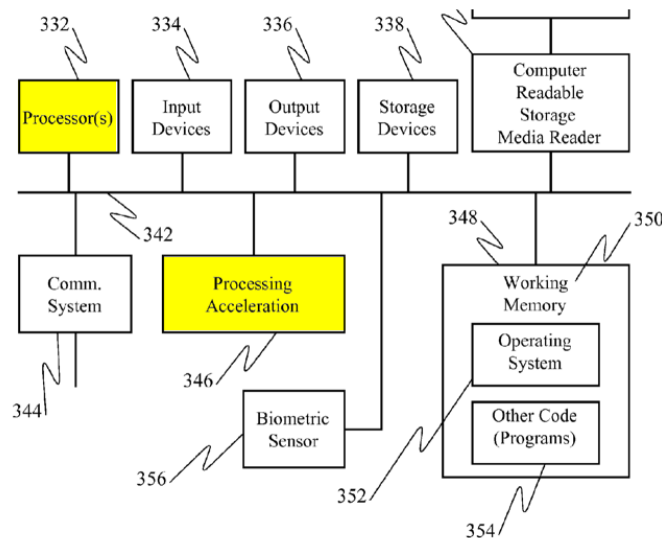 332
334
336
338
Processor(s)
Input
Devices
Output
Devices
Storage
Devices
Computer
Readable
Storage
Media Reader
342
348
350
Comm.
System
Processing
Acceleration
Working
Memory
Operating
System
344
346
Biometric
Sensor
Other Code
(Programs)
356
352
354